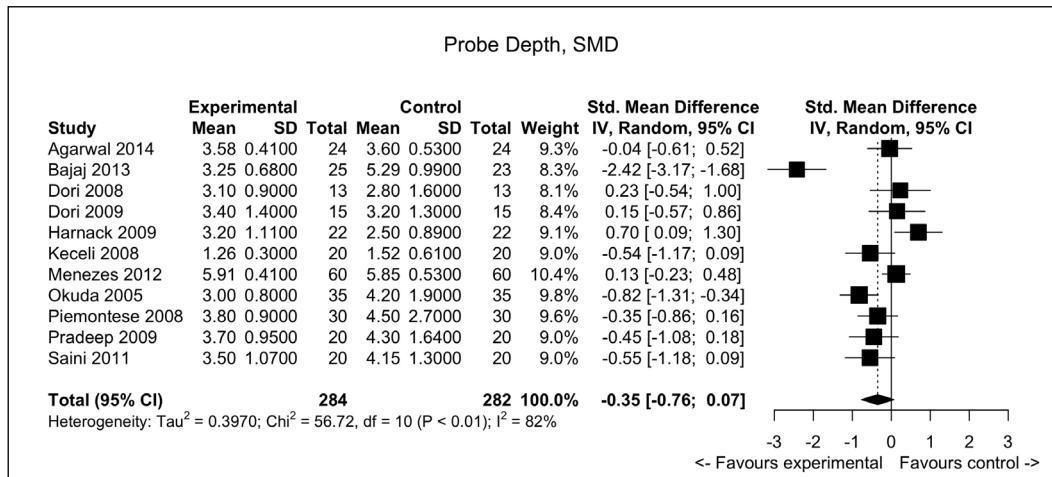 Probe Depth, SMD
Experimental Control Std. Mean Difference Std. Mean Difference
Study Mean SD Total Mean SD Total Weight IV, Random, 95% CI IV, Random, 95% CI
Agarwal 2014 3.58 0.4100 24 3.60 0.5300 24 9.3% -0.04 [-0.61; 0.52]
Bajaj 2013 3.25 0.6800 25 5.29 0.9900 23 8.3% -2.42 [-3.17; -1.68]
Dori 2008 3.10 0.9000 13 2.80 1.6000 13 8.1% 0.23 [-0.54; 1.00]
Dori 2009 3.40 1.4000 15 3.20 1.3000 15 8.4% 0.15 [-0.57; 0.86]
Harnack 2009 3.20 1.1100 22 2.50 0.8900 22 9.1% 0.70 [ 0.09; 1.30]
Keceli 2008 1.26 0.3000 20 1.52 0.6100 20 9.0% -0.54 [-1.17; 0.09]
Menezes 2012 5.91 0.4100 60 5.85 0.5300 60 10.4% 0.13 [-0.23; 0.48]
Okuda 2005 3.00 0.8000 35 4.20 1.9000 35 9.8% -0.82 [-1.31; -0.34]
Piemontese 2008 3.80 0.9000 30 4.50 2.7000 30 9.6% -0.35 [-0.86; 0.16]
Pradeep 2009 3.70 0.9500 20 4.30 1.6400 20 9.0% -0.45 [-1.08; 0.18]
Saini 2011 3.50 1.0700 20 4.15 1.3000 20 9.0% -0.55 [-1.18; 0.09]
Total (95% CI) 284 282 100.0% -0.35 [-0.76; 0.07]
Heterogeneity: Tau² = 0.3970; Chi² = 56.72, df = 10 (P < 0.01); I² = 82%
-3 -2 -1 0 1 2 3
<- Favours experimental Favours control ->